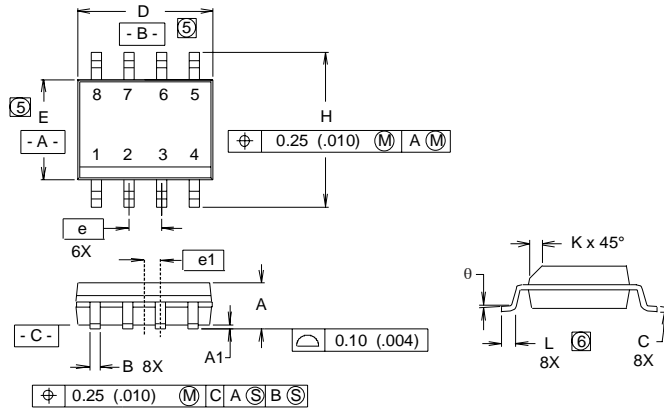 D
- B -
5
8 7 6 5
5
E
- A -
H
⌖ 0.25 (.010) Ⓜ A Ⓜ
1 2 3 4
e
6X
e1
K x 45°
θ
A
- C -
A1
⌓ 0.10 (.004)
L
8X
6
C
8X
B 8X
⌖ 0.25 (.010) Ⓜ C A Ⓢ B Ⓢ